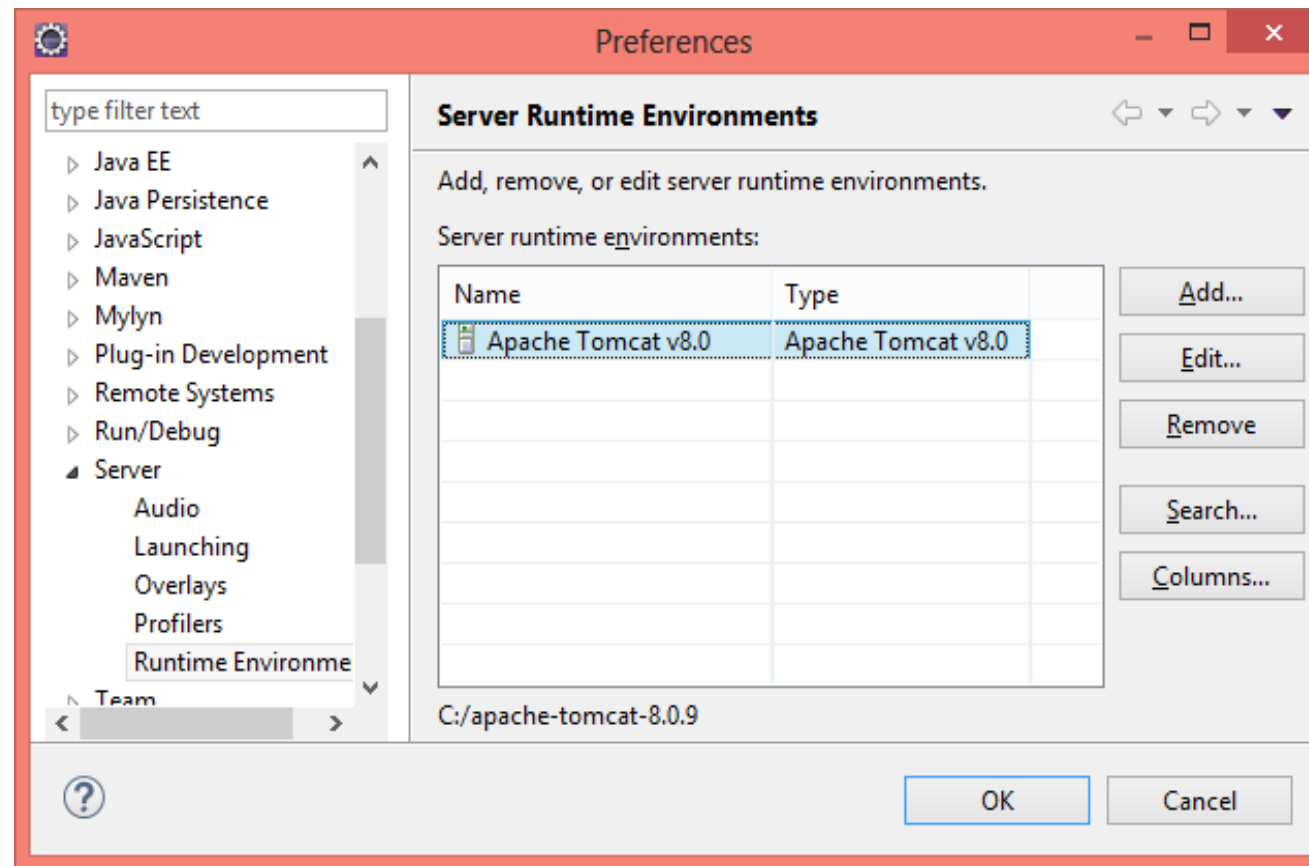 Preferences
type filter text
Java EE
Java Persistence
JavaScript
Maven
Mylyn
Plug-in Development
Remote Systems
Run/Debug
Server
Audio
Launching
Overlays
Profilers
Runtime Environme
Team
Server Runtime Environments
Add, remove, or edit server runtime environments.
Server runtime environments:
Name Type
Apache Tomcat v8.0 Apache Tomcat v8.0
C:/apache-tomcat-8.0.9
Add...
Edit...
Remove
Search...
Columns...
?
OK Cancel